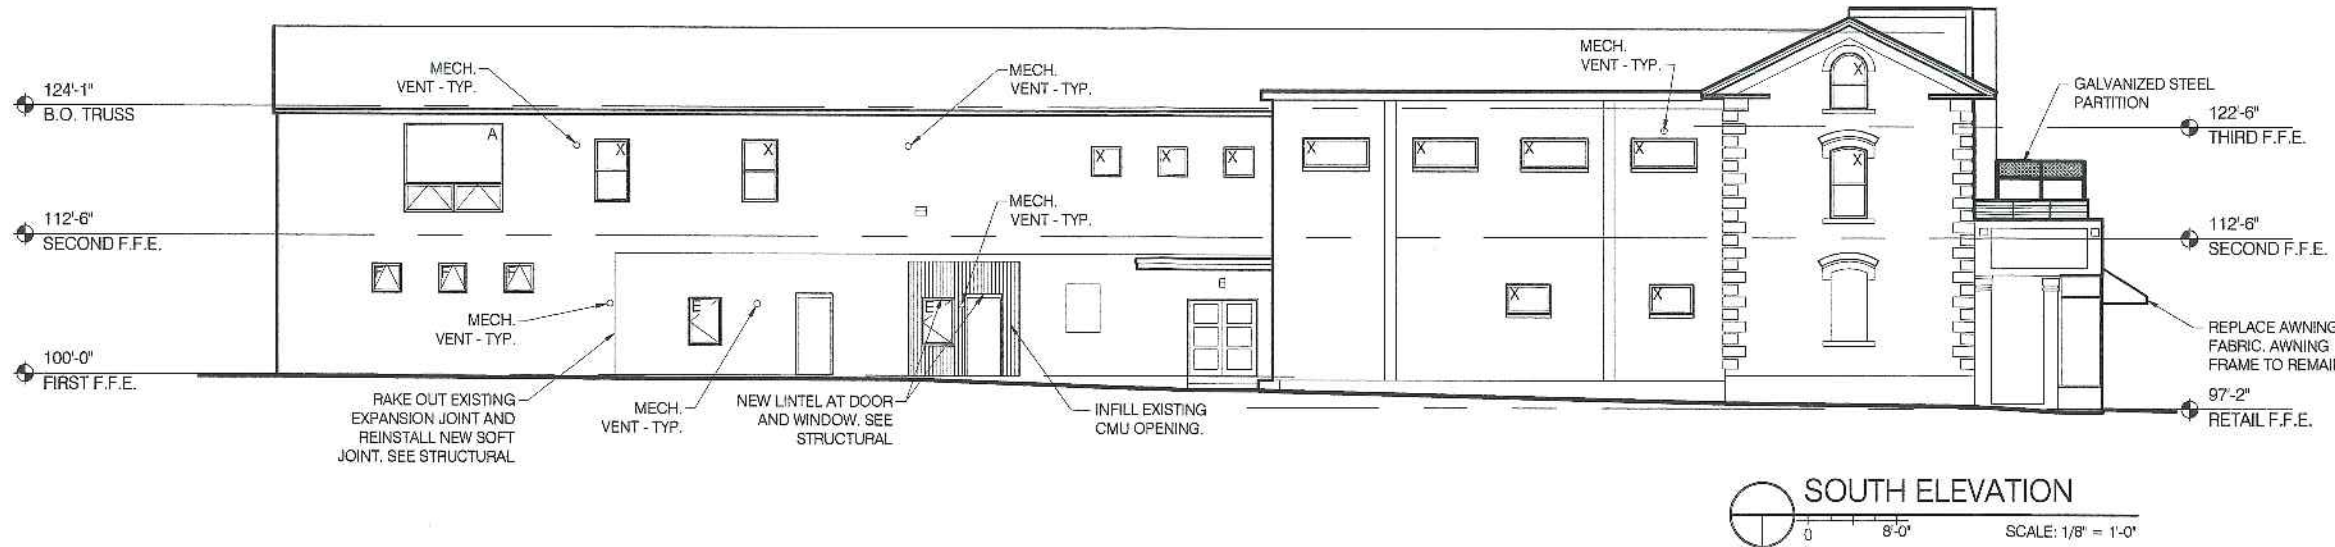 124'-1"
B.O. TRUSS
112'-6"
SECOND F.F.E.
100'-0"
FIRST F.F.E.
MECH.
VENT - TYP.
MECH.
VENT - TYP.
MECH.
VENT - TYP.
A
X
X
X
X
X
X
X
X
X
X
X
MECH.
VENT - TYP.
MECH.
VENT - TYP.
E
E
X
X
RAKE OUT EXISTING
EXPANSION JOINT AND
REINSTALL NEW SOFT
JOINT. SEE STRUCTURAL
MECH.
VENT - TYP.
NEW LINTEL AT DOOR
AND WINDOW. SEE
STRUCTURAL
INFILL EXISTING
CMU OPENING.
GALVANIZED STEEL
PARTITION
122'-6"
THIRD F.F.E.
112'-6"
SECOND F.F.E.
REPLACE AWNING
FABRIC. AWNING
FRAME TO REMAIN
97'-2"
RETAIL F.F.E.
SOUTH ELEVATION
0
8'-0"
SCALE: 1/8" = 1'-0"